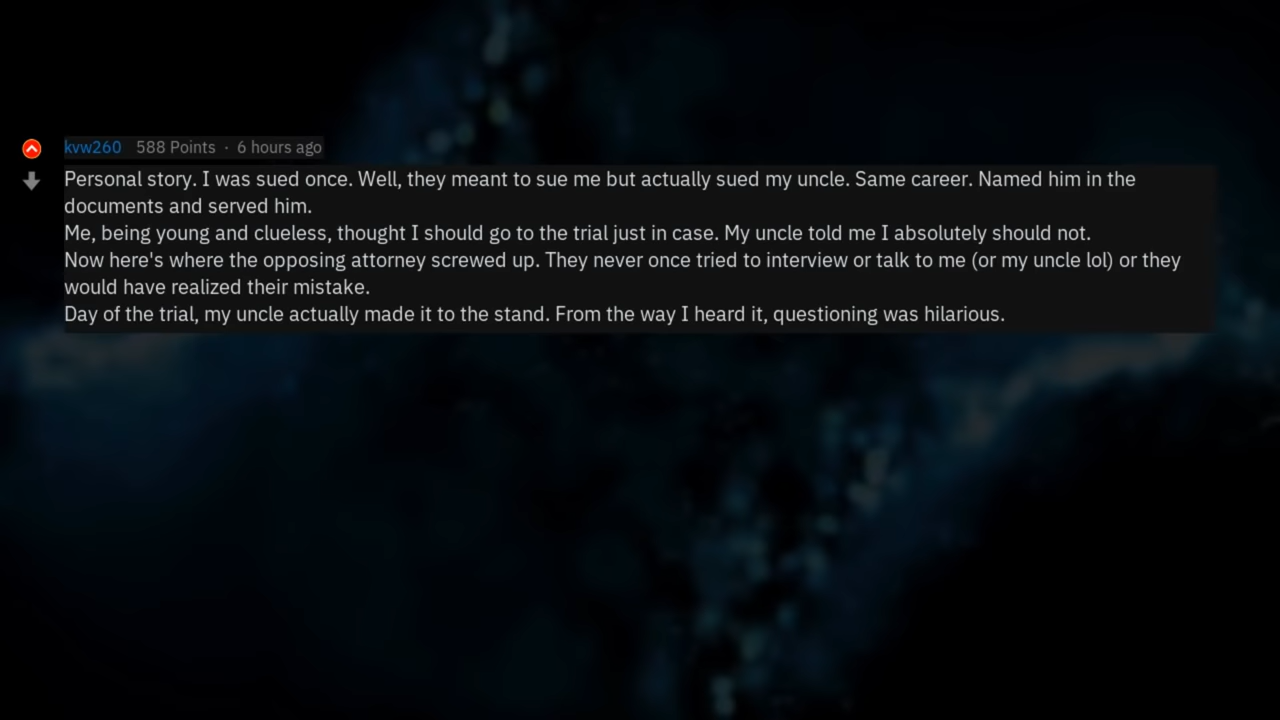 kvw260 588 Points · 6 hours ago
Personal story. I was sued once. Well, they meant to sue me but actually sued my uncle. Same career. Named him in the
documents and served him.
Me, being young and clueless, thought I should go to the trial just in case. My uncle told me I absolutely should not.
Now here's where the opposing attorney screwed up. They never once tried to interview or talk to me (or my uncle lol) or they
would have realized their mistake.
Day of the trial, my uncle actually made it to the stand. From the way I heard it, questioning was hilarious.